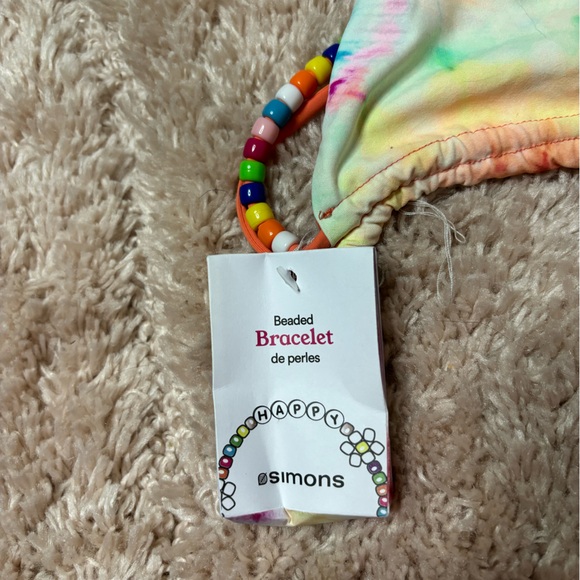 Beaded
Bracelet
de perles
HAPPY
SIMONS